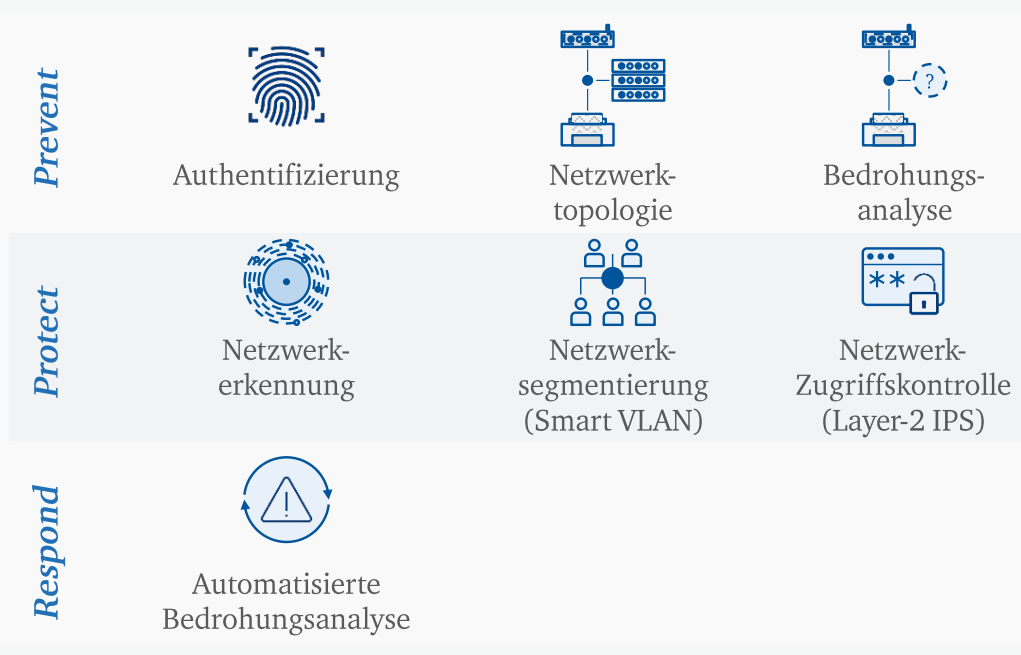 Prevent
Authentifizierung
Netzwerk-
topologie
?
Bedrohungs-
analyse
Protect
Netzwerk-
erkennung
Netzwerk-
segmentierung
(Smart VLAN)
**
Netzwerk-
Zugriffskontrolle
(Layer-2 IPS)
Respond
!
Automatisierte
Bedrohungsanalyse